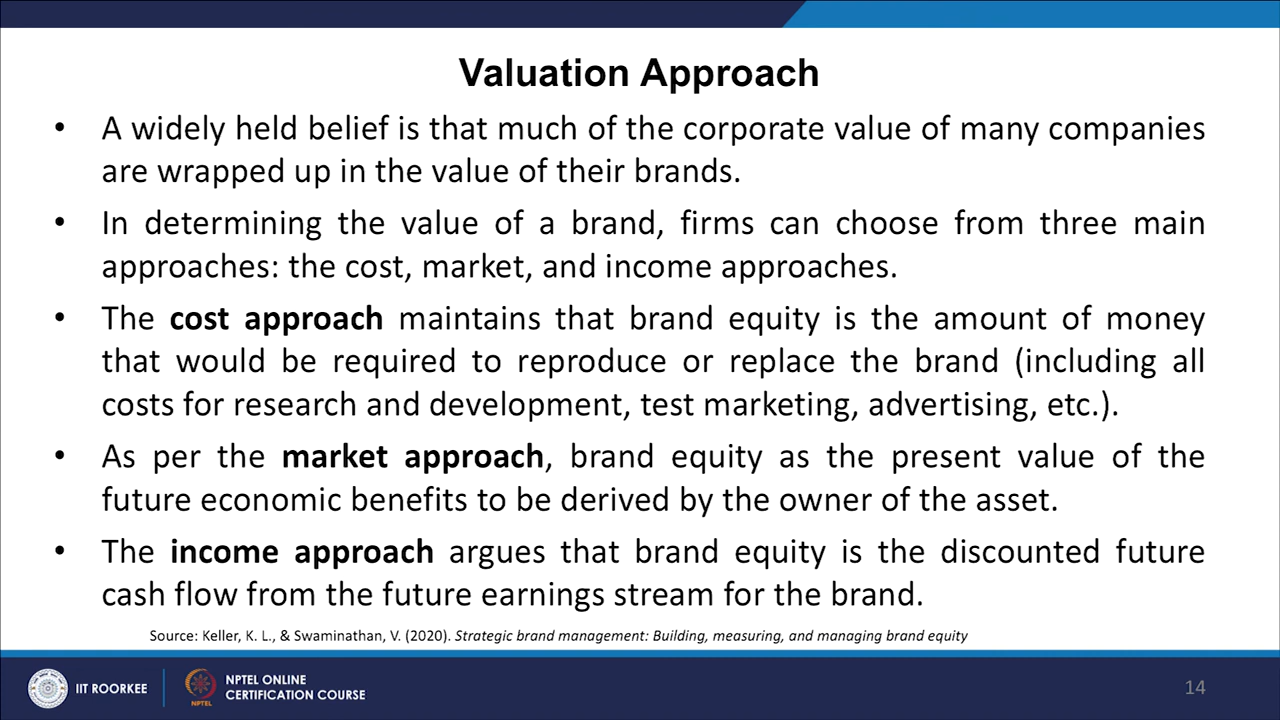 Valuation Approach
• A widely held belief is that much of the corporate value of many companies
are wrapped up in the value of their brands.
• In determining the value of a brand, firms can choose from three main
approaches: the cost, market, and income approaches.
• The cost approach maintains that brand equity is the amount of money
that would be required to reproduce or replace the brand (including all
costs for research and development, test marketing, advertising, etc.).
• As per the market approach, brand equity as the present value of the
future economic benefits to be derived by the owner of the asset.
• The income approach argues that brand equity is the discounted future
cash flow from the future earnings stream for the brand.
Source: Keller, K. L., & Swaminathan, V. (2020). Strategic brand management: Building, measuring, and managing brand equity
IIT ROORKEE
NPTEL
NPTEL ONLINE
CERTIFICATION COURSE
14